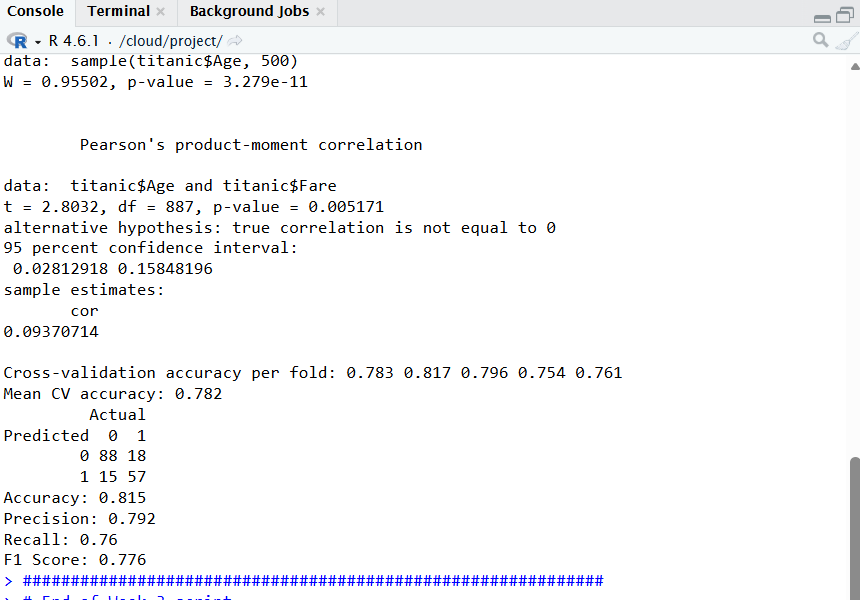 Console Terminal × Background Jobs ×
R R 4.6.1 · /cloud/project/
data:  sample(titanic$Age, 500)
W = 0.95502, p-value = 3.279e-11
Pearson's product-moment correlation
data:  titanic$Age and titanic$Fare
t = 2.8032, df = 887, p-value = 0.005171
alternative hypothesis: true correlation is not equal to 0
95 percent confidence interval:
 0.02812918 0.15848196
sample estimates:
       cor
0.09370714
Cross-validation accuracy per fold: 0.783 0.817 0.796 0.754 0.761
Mean CV accuracy: 0.782
         Actual
Predicted  0  1
        0 88 18
        1 15 57
Accuracy: 0.815
Precision: 0.792
Recall: 0.76
F1 Score: 0.776
> #############################################################
> # End of Week 3 script